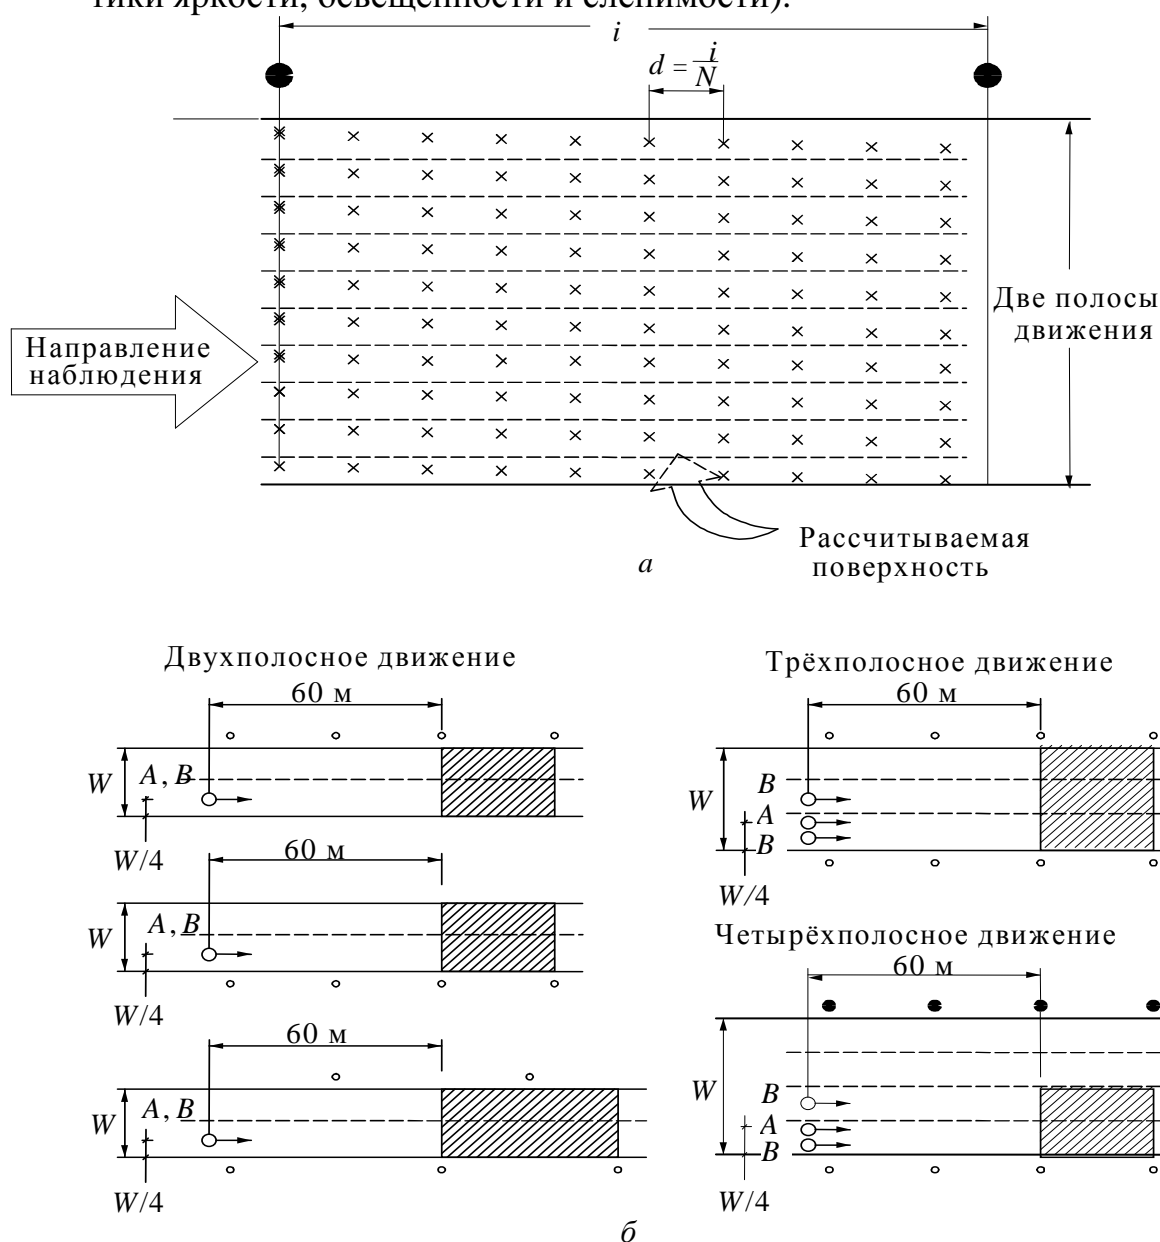 тики яркости, освещенности и слепимости).
i
d = i/N
Две полосы
движения
Направление
наблюдения
Рассчитываемая
поверхность
а
Двухполосное движение
60 м
W
A, B
W/4
60 м
W
A, B
W/4
60 м
W
A, B
W/4
Трёхполосное движение
60 м
W
B
A
B
W/4
Четырёхполосное движение
60 м
W
B
A
B
W/4
б